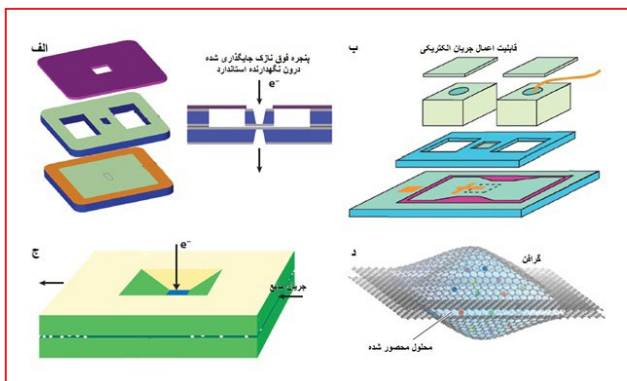 الف
پنجره فوق نازک جایگذاری شده
درون نگهدارنده استاندارد
e⁻
ب
قابلیت اعمال جریان الکتریکی
ج
e⁻
جریان مایع
د
گرافن
محلول محصور شده